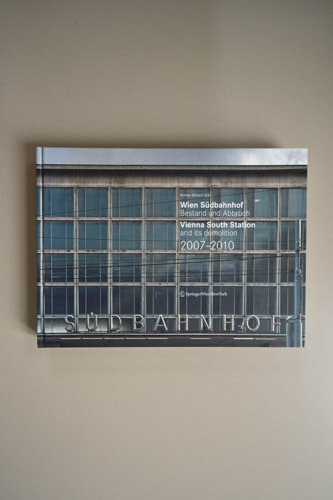 Wien Südbahnhof
Bestand und Abbruch
Vienna South Station
and its demolition
2007–2010
SpringerWienNewYork
SÜDBAHNHOF